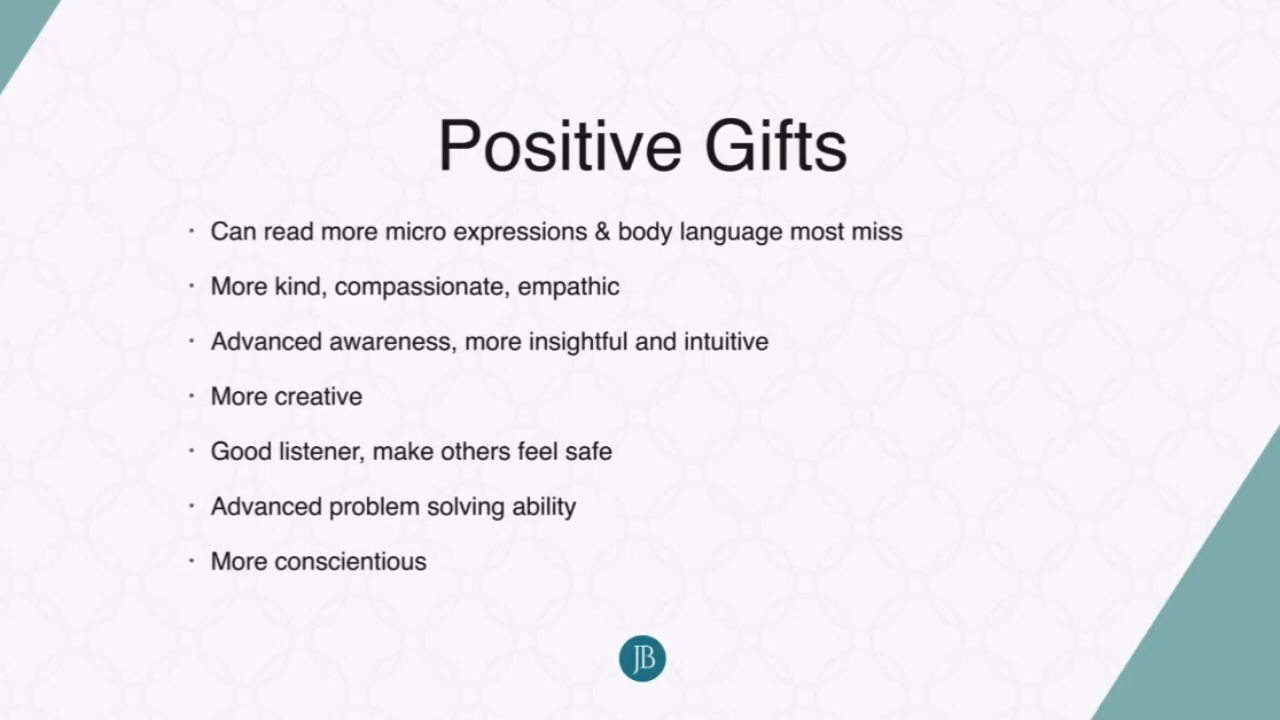 Positive Gifts
· Can read more micro expressions & body language most miss
· More kind, compassionate, empathic
· Advanced awareness, more insightful and intuitive
· More creative
· Good listener, make others feel safe
· Advanced problem solving ability
· More conscientious
JB